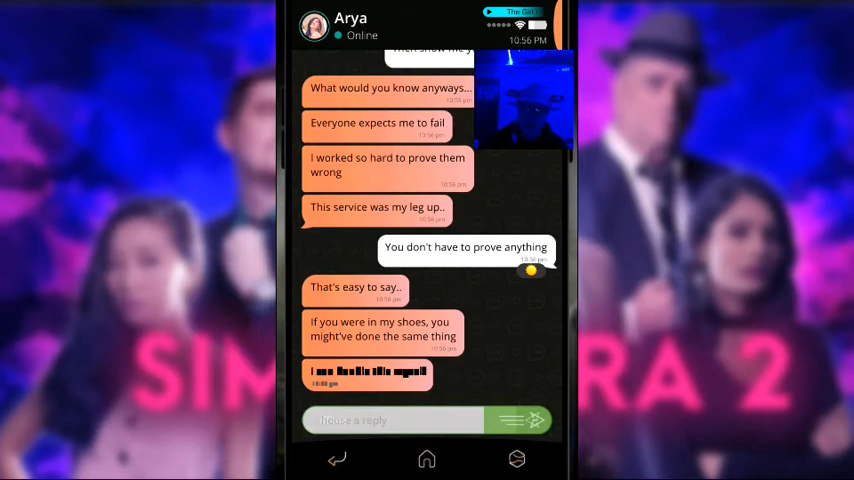 Arya
The Girl
Online
10:56 PM
What would you know anyways...
10:55 pm
Everyone expects me to fail
10:56 pm
I worked so hard to prove them
wrong
10:56 pm
This service was my leg up..
10:56 pm
You don't have to prove anything
10:56 pm
That's easy to say..
10:56 pm
If you were in my shoes, you
might've done the same thing
10:56 pm
hoose a reply
SIM
RA 2